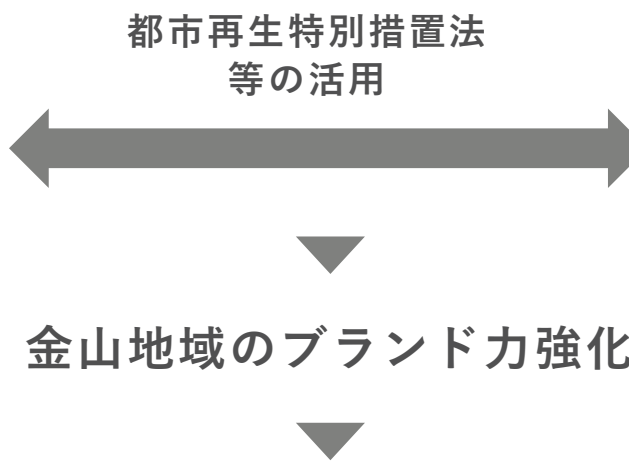 都市再生特別措置法
等の活用
金山地域のブランド力強化